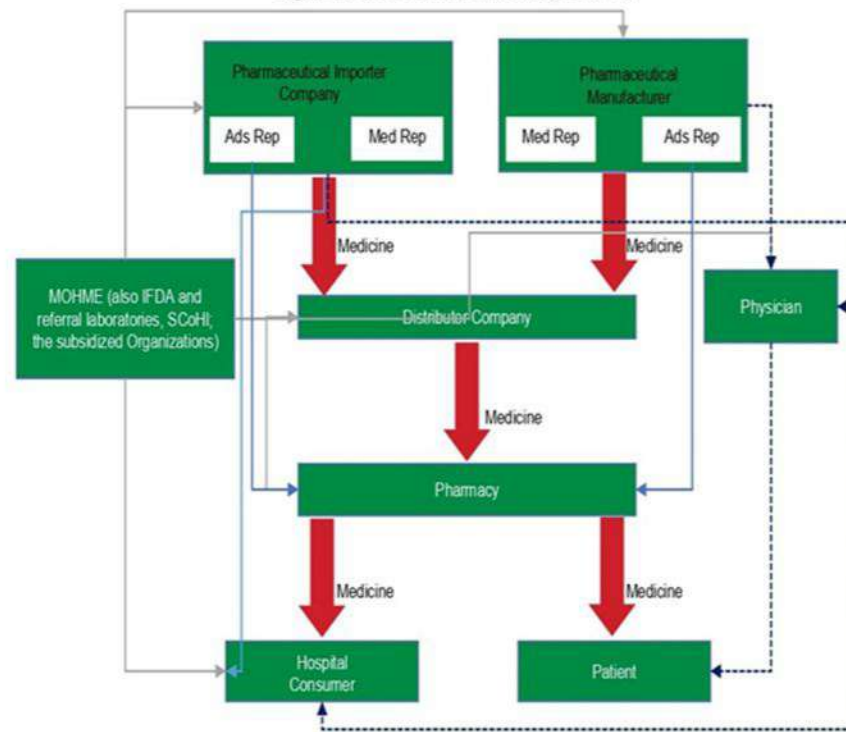 Pharmaceutical Importer
Company
Ads Rep
Med Rep
Pharmaceutical
Manufacturer
Med Rep
Ads Rep
Medicine
Medicine
MOHME (also IFDA and
referral laboratories, SCoHI;
the subsidized Organizations)
Distributor Company
Physician
Medicine
Pharmacy
Medicine
Medicine
Hospital
Consumer
Patient